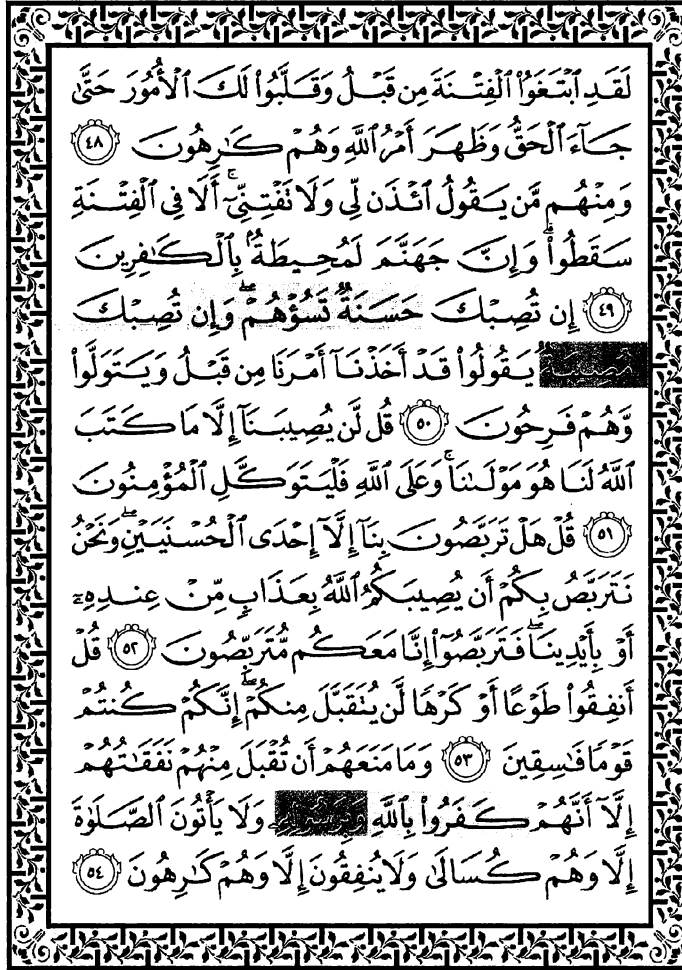 لَقَدِ ٱبْتَغَوُا۟ ٱلْفِتْنَةَ مِن قَبْلُ وَقَلَّبُوا۟ لَكَ ٱلْأُمُورَ حَتَّىٰ
جَآءَ ٱلْحَقُّ وَظَهَرَ أَمْرُ ٱللَّهِ وَهُمْ كَٰرِهُونَ ٤٨
وَمِنْهُم مَّن يَقُولُ ٱئْذَن لِّى وَلَا تَفْتِنِّىٓ ۚ أَلَا فِى ٱلْفِتْنَةِ
سَقَطُوا۟ ۗ وَإِنَّ جَهَنَّمَ لَمُحِيطَةٌۢ بِٱلْكَٰفِرِينَ
٤٩ إِن تُصِبْكَ حَسَنَةٌ تَسُؤْهُمْ ۖ وَإِن تُصِبْكَ
مُصِيبَةٌ يَقُولُوا۟ قَدْ أَخَذْنَآ أَمْرَنَا مِن قَبْلُ وَيَتَوَلَّوا۟
وَّهُمْ فَرِحُونَ ٥٠ قُل لَّن يُصِيبَنَآ إِلَّا مَا كَتَبَ
ٱللَّهُ لَنَا هُوَ مَوْلَىٰنَا ۚ وَعَلَى ٱللَّهِ فَلْيَتَوَكَّلِ ٱلْمُؤْمِنُونَ
٥١ قُلْ هَلْ تَرَبَّصُونَ بِنَآ إِلَّآ إِحْدَى ٱلْحُسْنَيَيْنِ ۖ وَنَحْنُ
نَتَرَبَّصُ بِكُمْ أَن يُصِيبَكُمُ ٱللَّهُ بِعَذَابٍ مِّنْ عِندِهِۦٓ
أَوْ بِأَيْدِينَا ۖ فَتَرَبَّصُوٓا۟ إِنَّا مَعَكُم مُّتَرَبِّصُونَ ٥٢ قُلْ
أَنفِقُوا۟ طَوْعًا أَوْ كَرْهًا لَّن يُتَقَبَّلَ مِنكُمْ ۖ إِنَّكُمْ كُنتُمْ
قَوْمًا فَٰسِقِينَ ٥٣ وَمَا مَنَعَهُمْ أَن تُقْبَلَ مِنْهُمْ نَفَقَٰتُهُمْ
إِلَّآ أَنَّهُمْ كَفَرُوا۟ بِٱللَّهِ وَبِرَسُولِهِۦ وَلَا يَأْتُونَ ٱلصَّلَوٰةَ
إِلَّا وَهُمْ كُسَالَىٰ وَلَا يُنفِقُونَ إِلَّا وَهُمْ كَٰرِهُونَ ٥٤